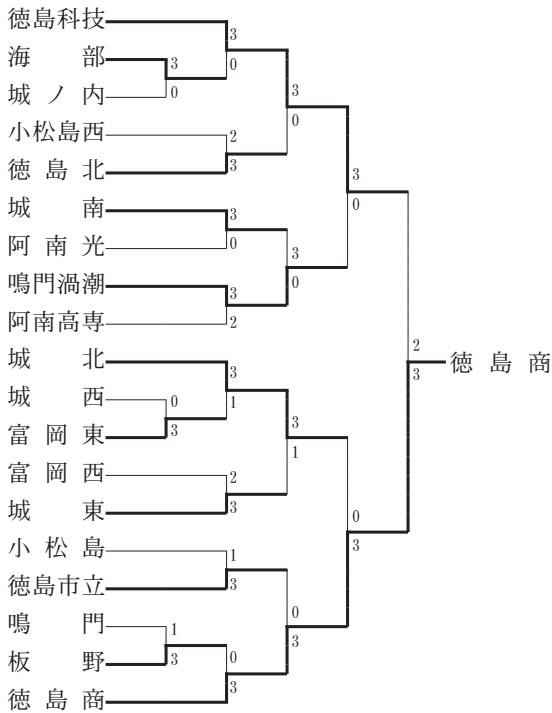 徳島科技
海部
城ノ内
小松島西
徳島北
城南
阿南光
鳴門渦潮
阿南高専
城北
城西
富岡東
富岡西
城東
小松島
徳島市立
鳴門
板野
徳島商
3
0
3
0
2
3
3
0
3
2
3
1
0
3
2
3
1
3
1
3
0
3
3
0
3
0
3
1
0
3
3
0
0
3
2
3
徳島商